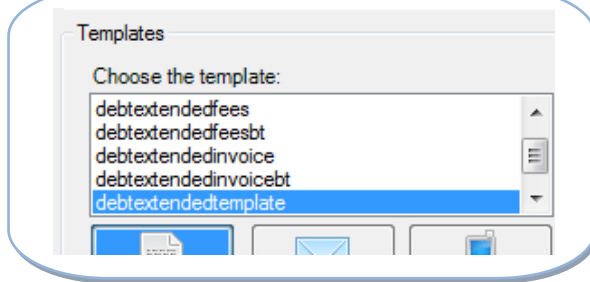 Templates
Choose the template:
debtextendedfees
debtextendedfeesbt
debtextendedinvoice
debtextendedinvoicebt
debtextendedtemplate